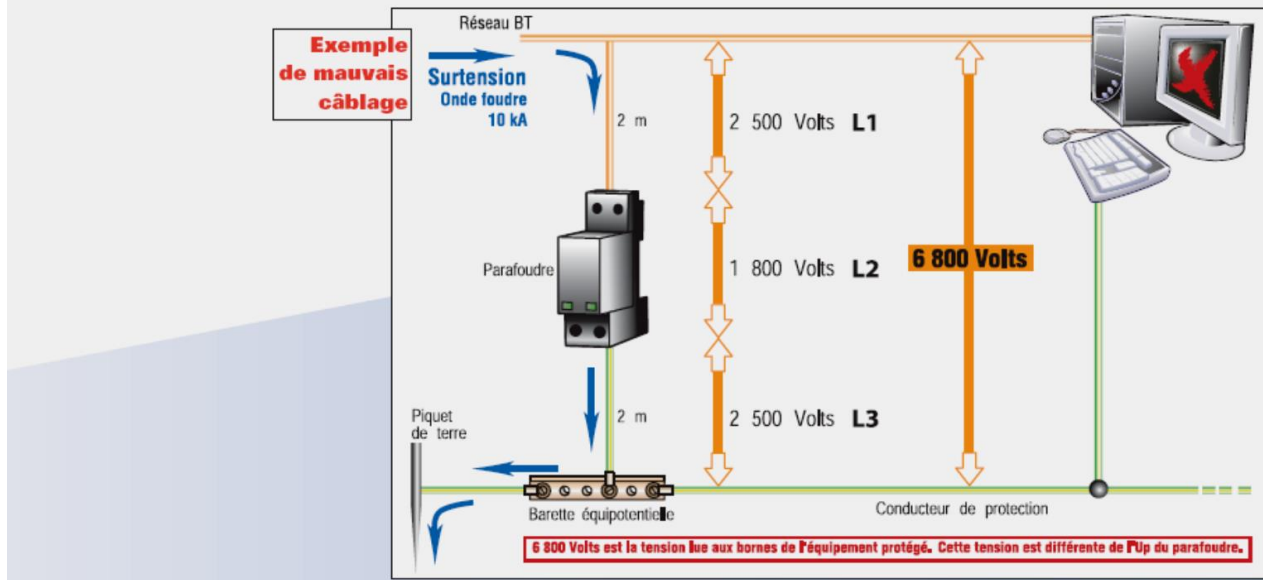 Réseau BT
Exemple
de mauvais
câblage
Surtension
Onde foudre
10 kA
2 m
2 500 Volts L1
Parafoudre
1 800 Volts L2
6 800 Volts
2 m
2 500 Volts L3
Piquet
de terre
Barette équipotentielle
Conducteur de protection
6 800 Volts est la tension lue aux bornes de l'équipement protégé. Cette tension est différente de l'Up du parafoudre.